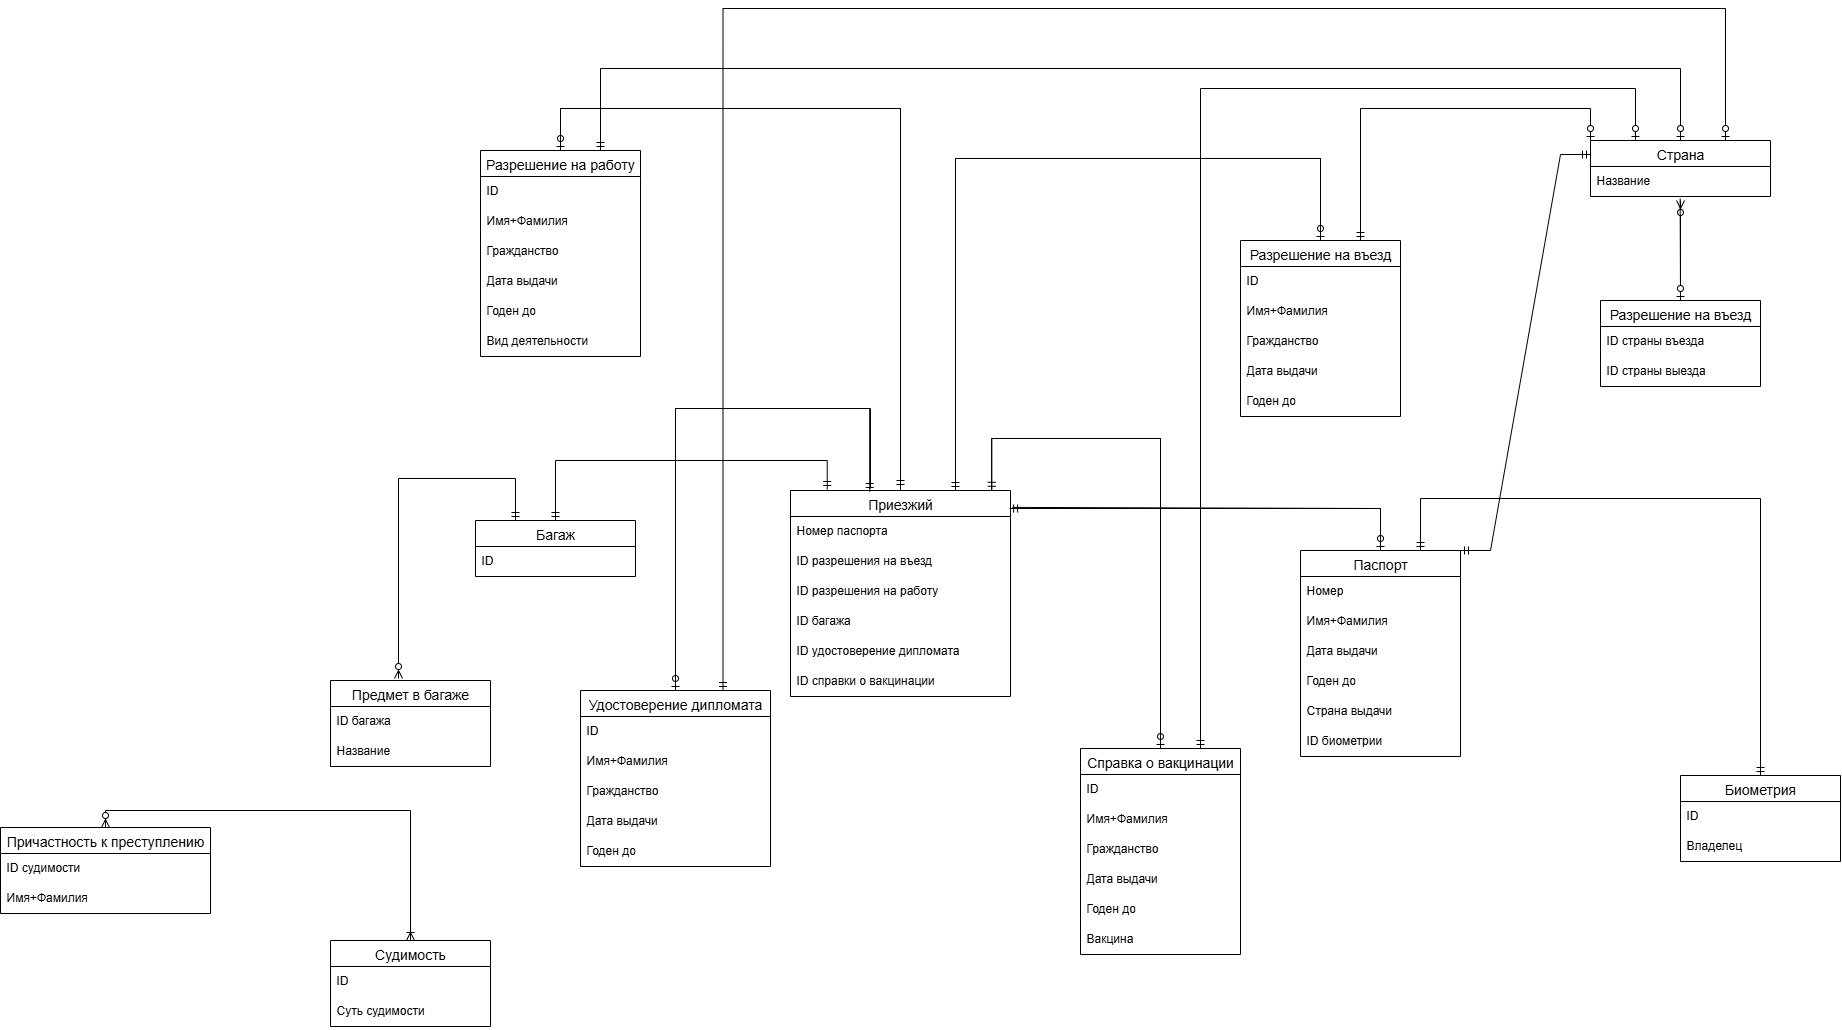 Разрешение на работу
ID
Имя+Фамилия
Гражданство
Дата выдачи
Годен до
Вид деятельности
Страна
Название
Разрешение на въезд
ID
Имя+Фамилия
Гражданство
Дата выдачи
Годен до
Разрешение на въезд
ID страны въезда
ID страны выезда
Багаж
ID
Приезжий
Номер паспорта
ID разрешения на въезд
ID разрешения на работу
ID багажа
ID удостоверение дипломата
ID справки о вакцинации
Паспорт
Номер
Имя+Фамилия
Дата выдачи
Годен до
Страна выдачи
ID биометрии
Предмет в багаже
ID багажа
Название
Удостоверение дипломата
ID
Имя+Фамилия
Гражданство
Дата выдачи
Годен до
Справка о вакцинации
ID
Имя+Фамилия
Гражданство
Дата выдачи
Годен до
Вакцина
Биометрия
ID
Владелец
Причастность к преступлению
ID судимости
Имя+Фамилия
Судимость
ID
Суть судимости